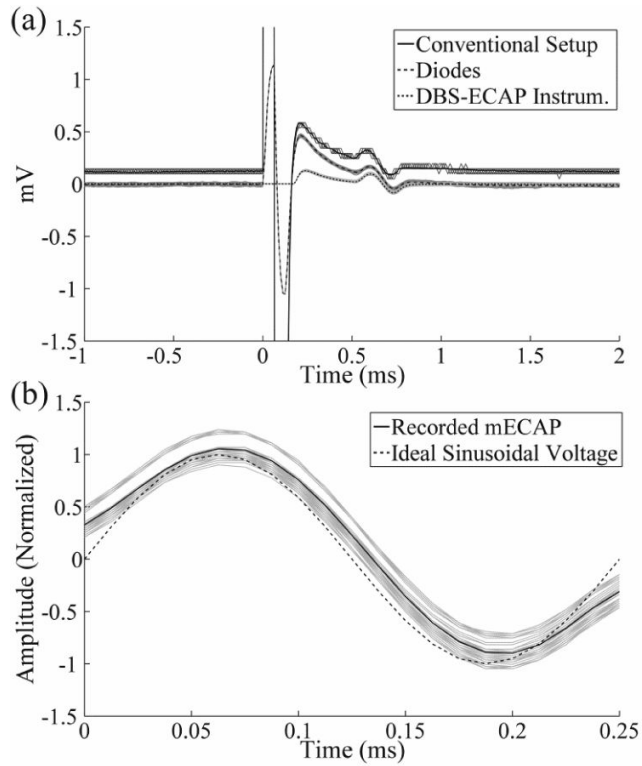 (a)
1.5
1
0.5
0
-0.5
-1
-1.5
mV
Conventional Setup
Diodes
DBS-ECAP Instrum.
-1 -0.5 0 0.5 1 1.5 2
Time (ms)
(b)
1.5
1
0.5
0
-0.5
-1
-1.5
Amplitude (Normalized)
Recorded mECAP
Ideal Sinusoidal Voltage
0 0.05 0.1 0.15 0.2 0.25
Time (ms)